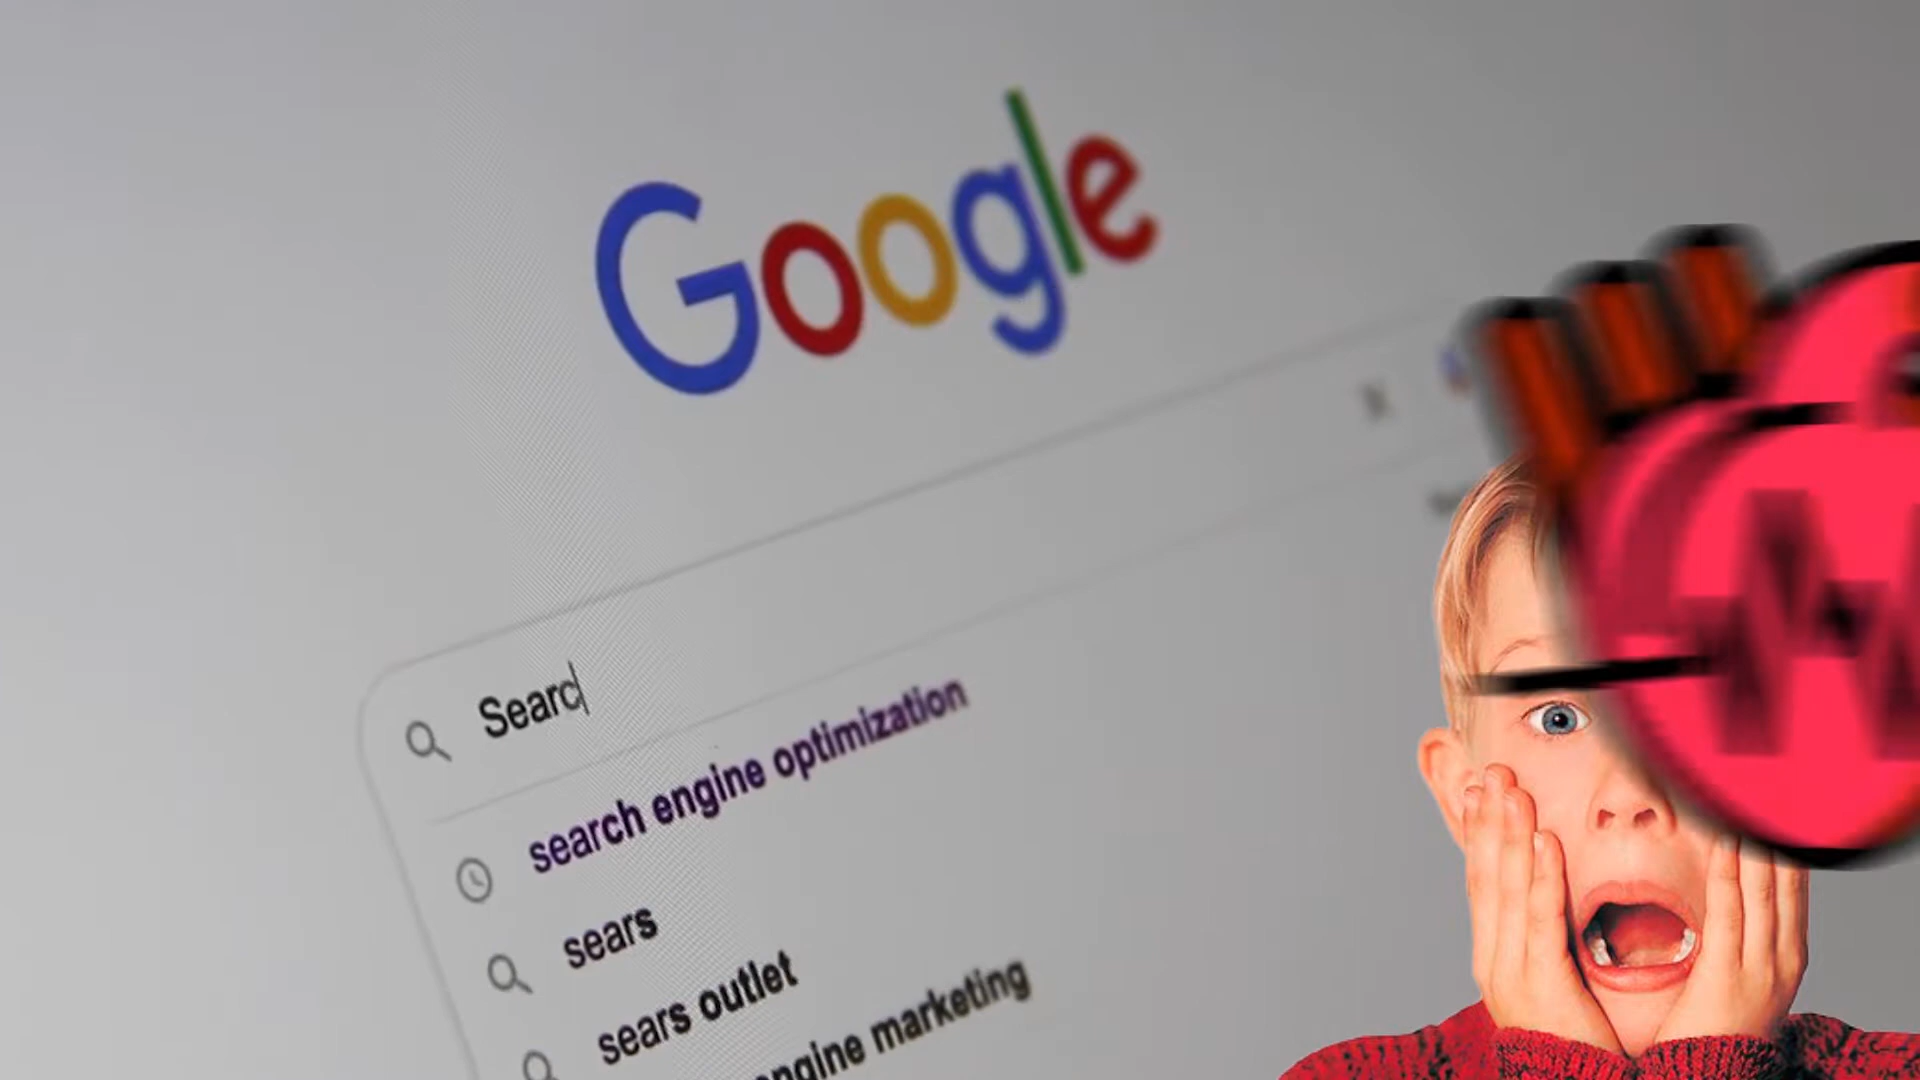 Google
Searc
search engine optimization
sears
sears outlet
engine marketing